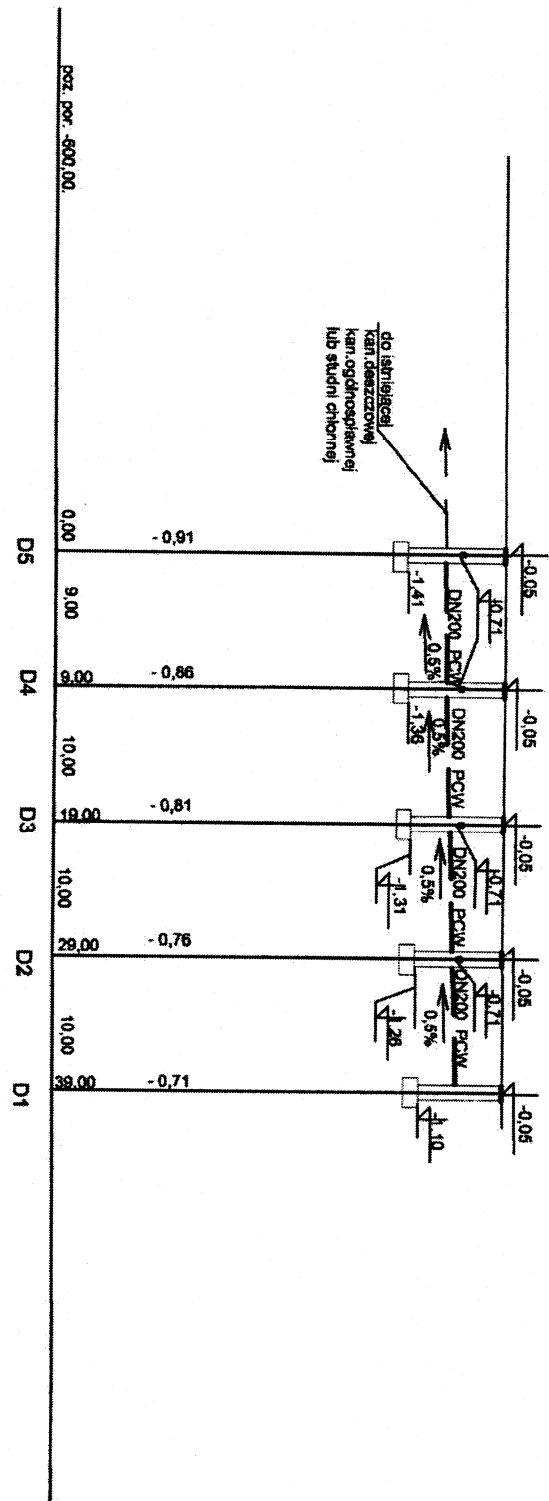 poz. por. -600,00.
do istniejącej
kan.deszczowej
kan.ogólnospławnej
lub studni chłonnej
-0,05
-0,05
-0,05
-0,05
-0,05
-0,71
-0,71
-0,71
DN200 PCW
DN200 PCW
DN200 PCW
DN200 PCW
0,5%
0,5%
0,5%
0,5%
-1,41
-1,36
-1,31
-1,26
-1,10
- 0,91
- 0,86
- 0,81
- 0,76
- 0,71
0,00
9,00
9,00
10,00
19,00
10,00
29,00
10,00
39,00
D5
D4
D3
D2
D1